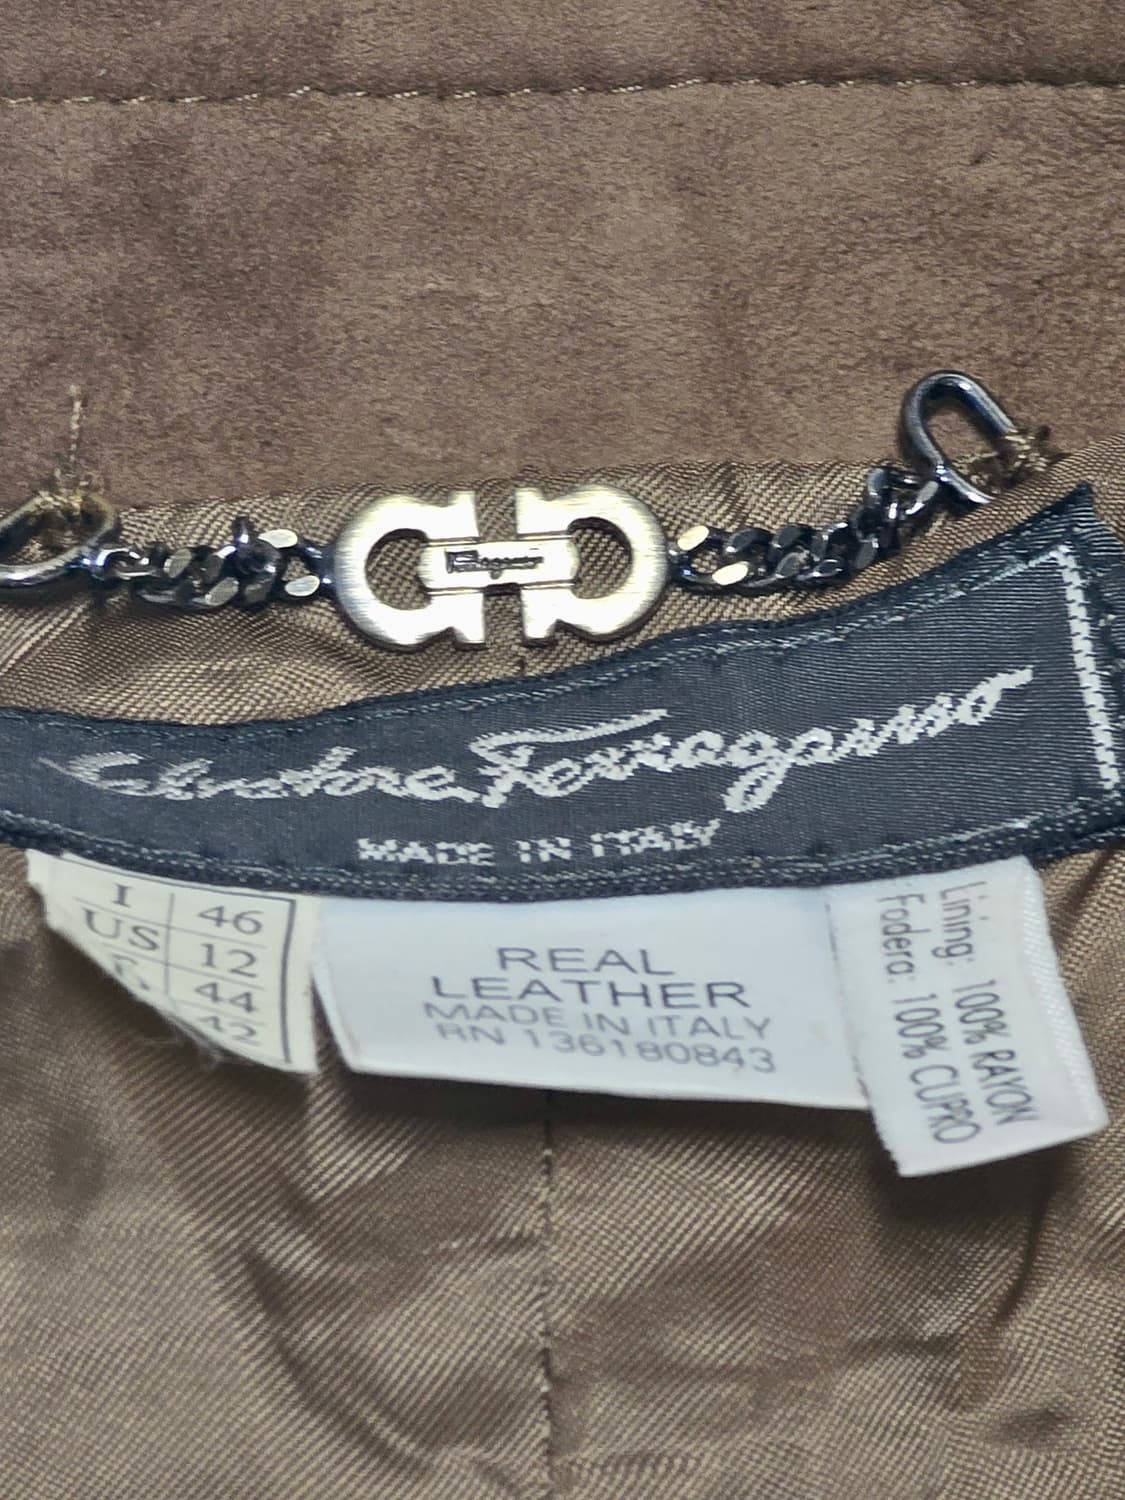 Ferragamo
Salvatore Ferragamo
MADE IN ITALY
I 46
US 12
F 44
42
REAL
LEATHER
MADE IN ITALY
RN 136180843
Lining: 100% RAYON
Fodera: 100% CUPRO